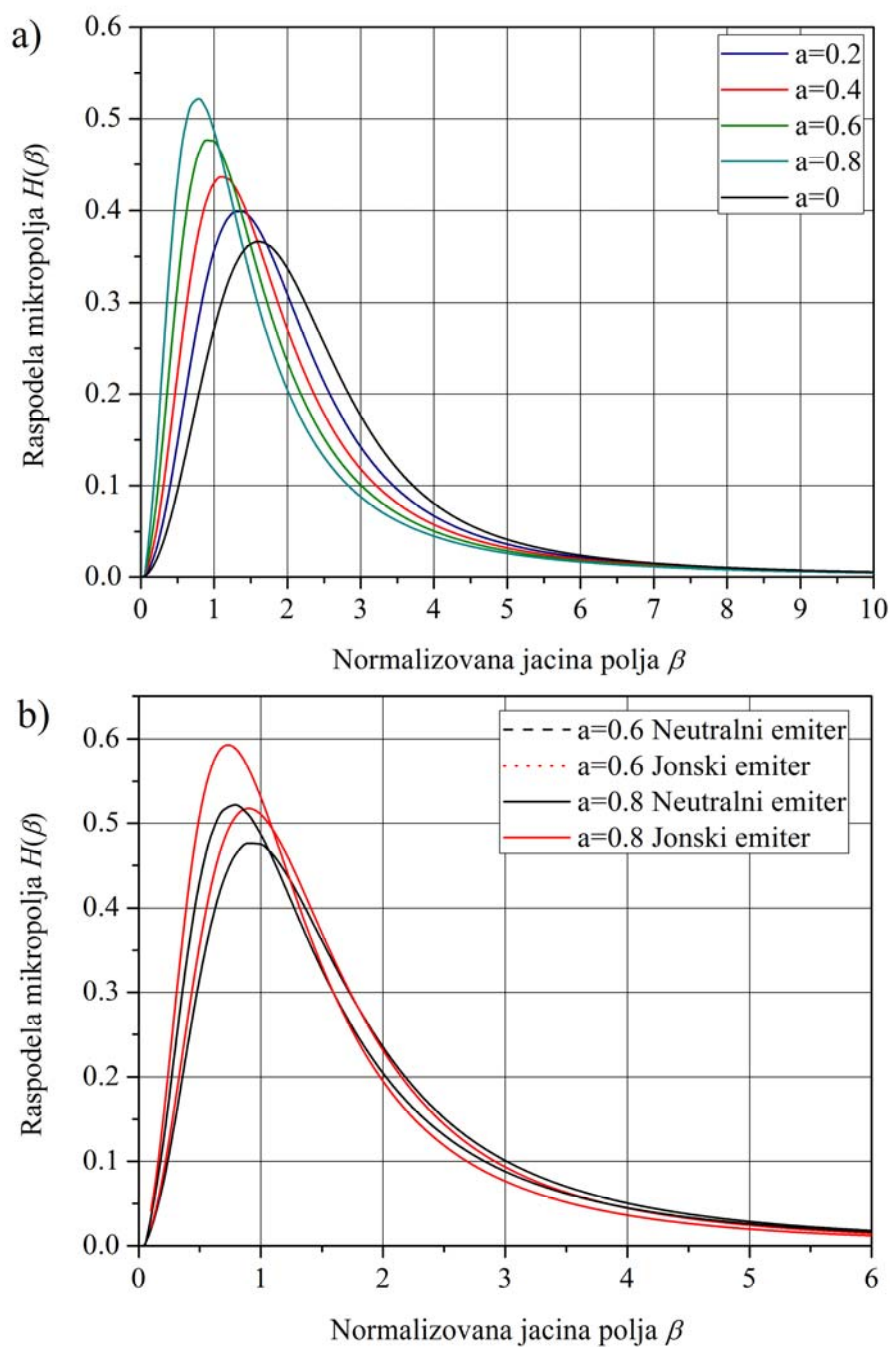 a)
0.6
0.5
0.4
0.3
0.2
0.1
0.0
Raspodela mikropolja H(β)
a=0.2
a=0.4
a=0.6
a=0.8
a=0
0 1 2 3 4 5 6 7 8 9 10
Normalizovana jacina polja β
b)
0.6
0.5
0.4
0.3
0.2
0.1
0.0
Raspodela mikropolja H(β)
a=0.6 Neutralni emiter
a=0.6 Jonski emiter
a=0.8 Neutralni emiter
a=0.8 Jonski emiter
0 1 2 3 4 5 6
Normalizovana jacina polja β